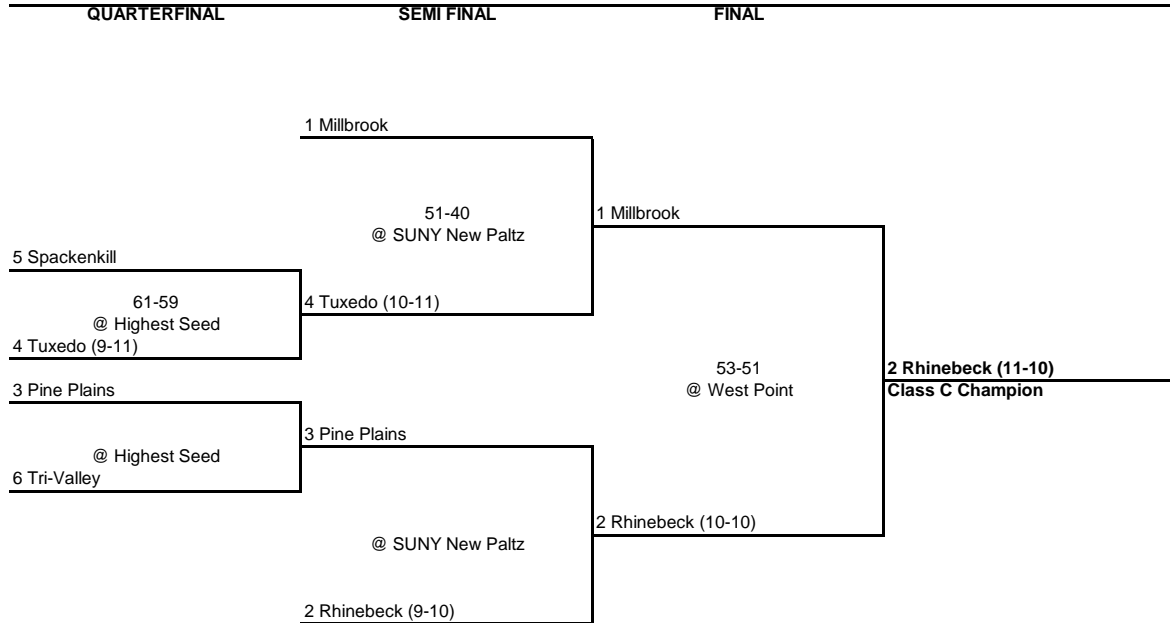 QUARTERFINAL SEMI FINAL FINAL
1 Millbrook
51-40
@ SUNY New Paltz
1 Millbrook
5 Spackenkill
61-59
@ Highest Seed
4 Tuxedo (10-11)
4 Tuxedo (9-11)
53-51
@ West Point
2 Rhinebeck (11-10)
Class C Champion
3 Pine Plains
@ Highest Seed
3 Pine Plains
6 Tri-Valley
@ SUNY New Paltz
2 Rhinebeck (10-10)
2 Rhinebeck (9-10)